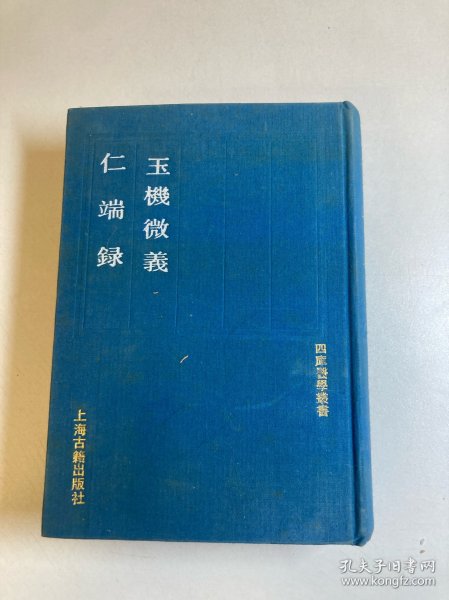 玉機微義
仁端録
四庫醫學叢書
上海古籍出版社
孔夫子旧书网
www.kongfz.com